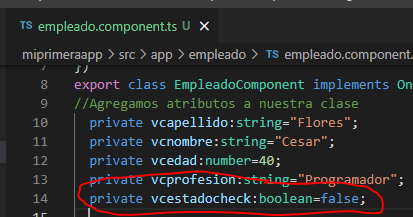 TS empleado.component.ts U ×
miprimeraapp > src > app > empleado > TS empleado.component.
7 })
8 export class EmpleadoComponent implements On
9 //Agregamos atributos a nuestra clase
10 private vcapellido:string="Flores";
11 private vcnombre:string="Cesar";
12 private vcedad:number=40;
13 private vcprofesion:string="Programador";
14 private vcestadocheck:boolean=false;
15